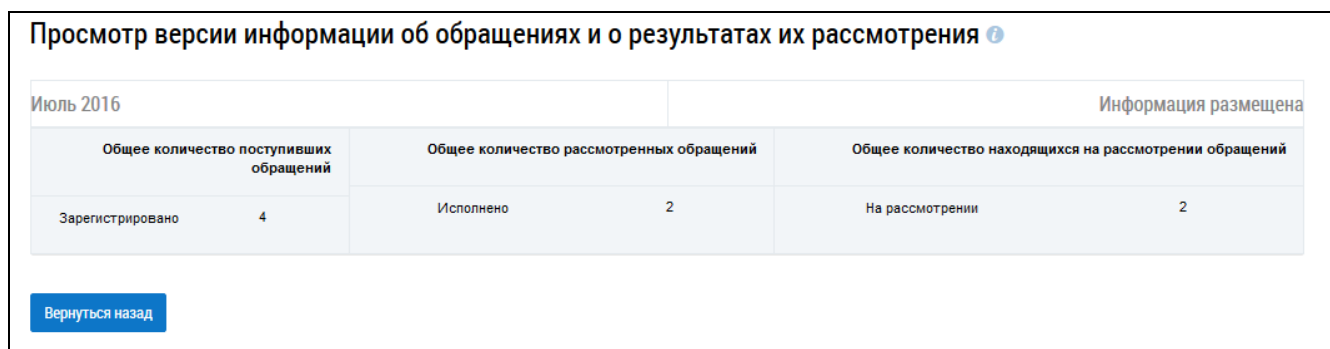 Просмотр версии информации об обращениях и о результатах их рассмотрения
Июль 2016
Информация размещена
Общее количество поступивших
обращений
Общее количество рассмотренных обращений
Общее количество находящихся на рассмотрении обращений
Зарегистрировано 4
Исполнено 2
На рассмотрении 2
Вернуться назад